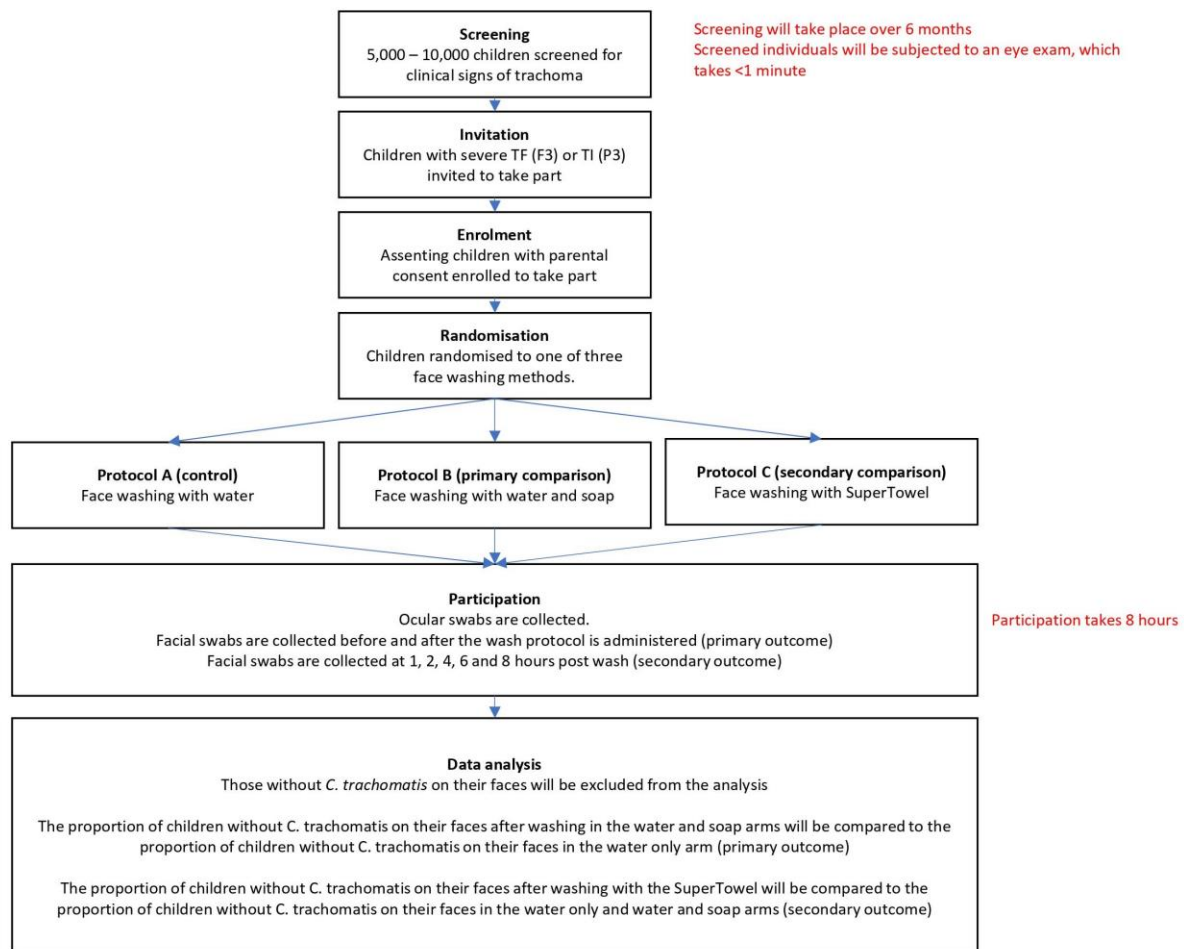 Screening
5,000 – 10,000 children screened for
clinical signs of trachoma
Screening will take place over 6 months
Screened individuals will be subjected to an eye exam, which
takes <1 minute
Invitation
Children with severe TF (F3) or TI (P3)
invited to take part
Enrolment
Assenting children with parental
consent enrolled to take part
Randomisation
Children randomised to one of three
face washing methods.
Protocol A (control)
Face washing with water
Protocol B (primary comparison)
Face washing with water and soap
Protocol C (secondary comparison)
Face washing with SuperTowel
Participation
Ocular swabs are collected.
Facial swabs are collected before and after the wash protocol is administered (primary outcome)
Facial swabs are collected at 1, 2, 4, 6 and 8 hours post wash (secondary outcome)
Participation takes 8 hours
Data analysis
Those without C. trachomatis on their faces will be excluded from the analysis
The proportion of children without C. trachomatis on their faces after washing in the water and soap arms will be compared to the
proportion of children without C. trachomatis on their faces in the water only arm (primary outcome)
The proportion of children without C. trachomatis on their faces after washing with the SuperTowel will be compared to the
proportion of children without C. trachomatis on their faces in the water only and water and soap arms (secondary outcome)